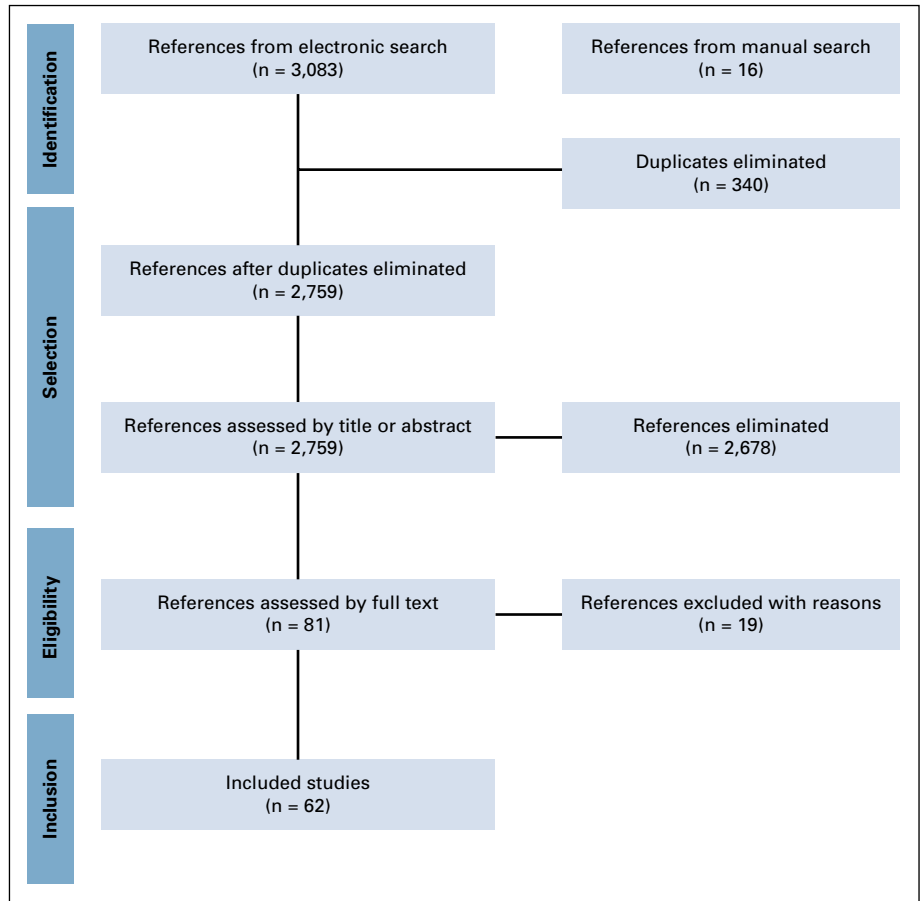 Identification
References from electronic search
(n = 3,083)
References from manual search
(n = 16)
Duplicates eliminated
(n = 340)
Selection
References after duplicates eliminated
(n = 2,759)
References assessed by title or abstract
(n = 2,759)
References eliminated
(n = 2,678)
Eligibility
References assessed by full text
(n = 81)
References excluded with reasons
(n = 19)
Inclusion
Included studies
(n = 62)